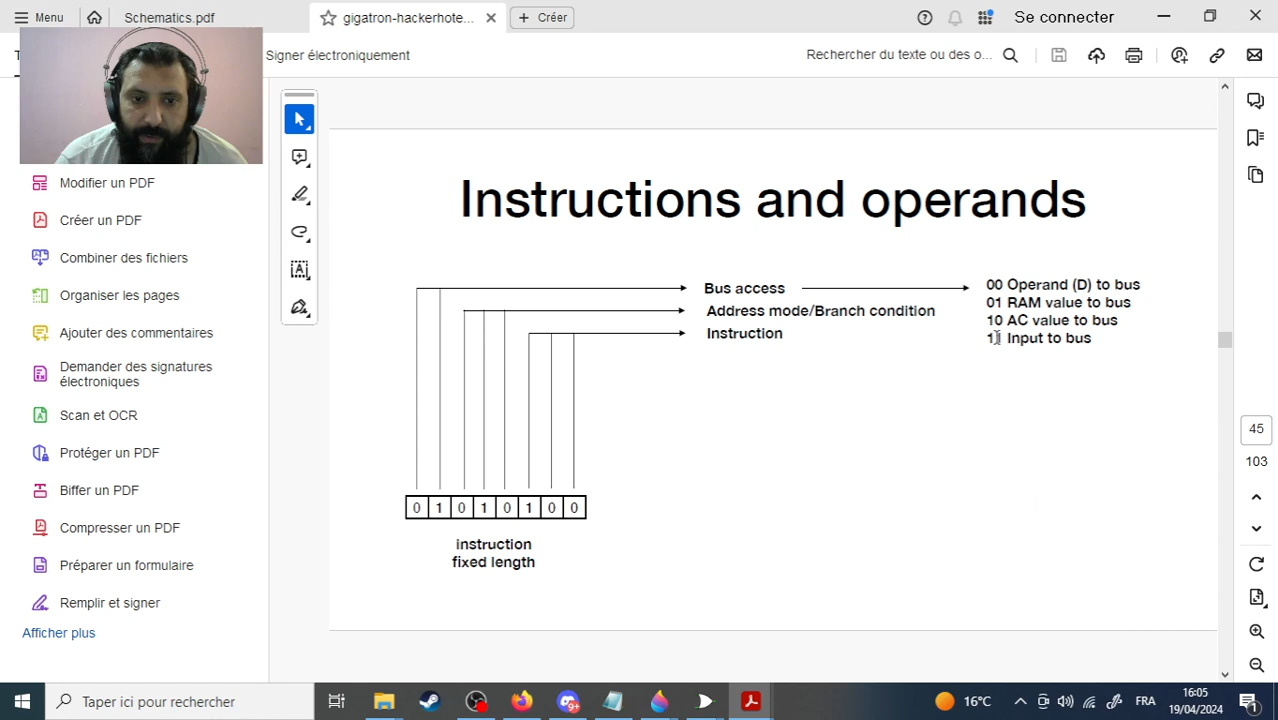 Menu
Schematics.pdf
gigatron-hackerhote...
Créer
Se connecter
Signer électroniquement
Rechercher du texte ou des o...
Modifier un PDF
Créer un PDF
Combiner des fichiers
Organiser les pages
Ajouter des commentaires
Demander des signatures
électroniques
Scan et OCR
Protéger un PDF
Biffer un PDF
Compresser un PDF
Préparer un formulaire
Remplir et signer
Afficher plus
Instructions and operands
Bus access
Address mode/Branch condition
Instruction
00 Operand (D) to bus
01 RAM value to bus
10 AC value to bus
11 Input to bus
0 1 0 1 0 1 0 0
instruction
fixed length
45
103
Taper ici pour rechercher
9+
16°C
FRA
16:05
19/04/2024
1